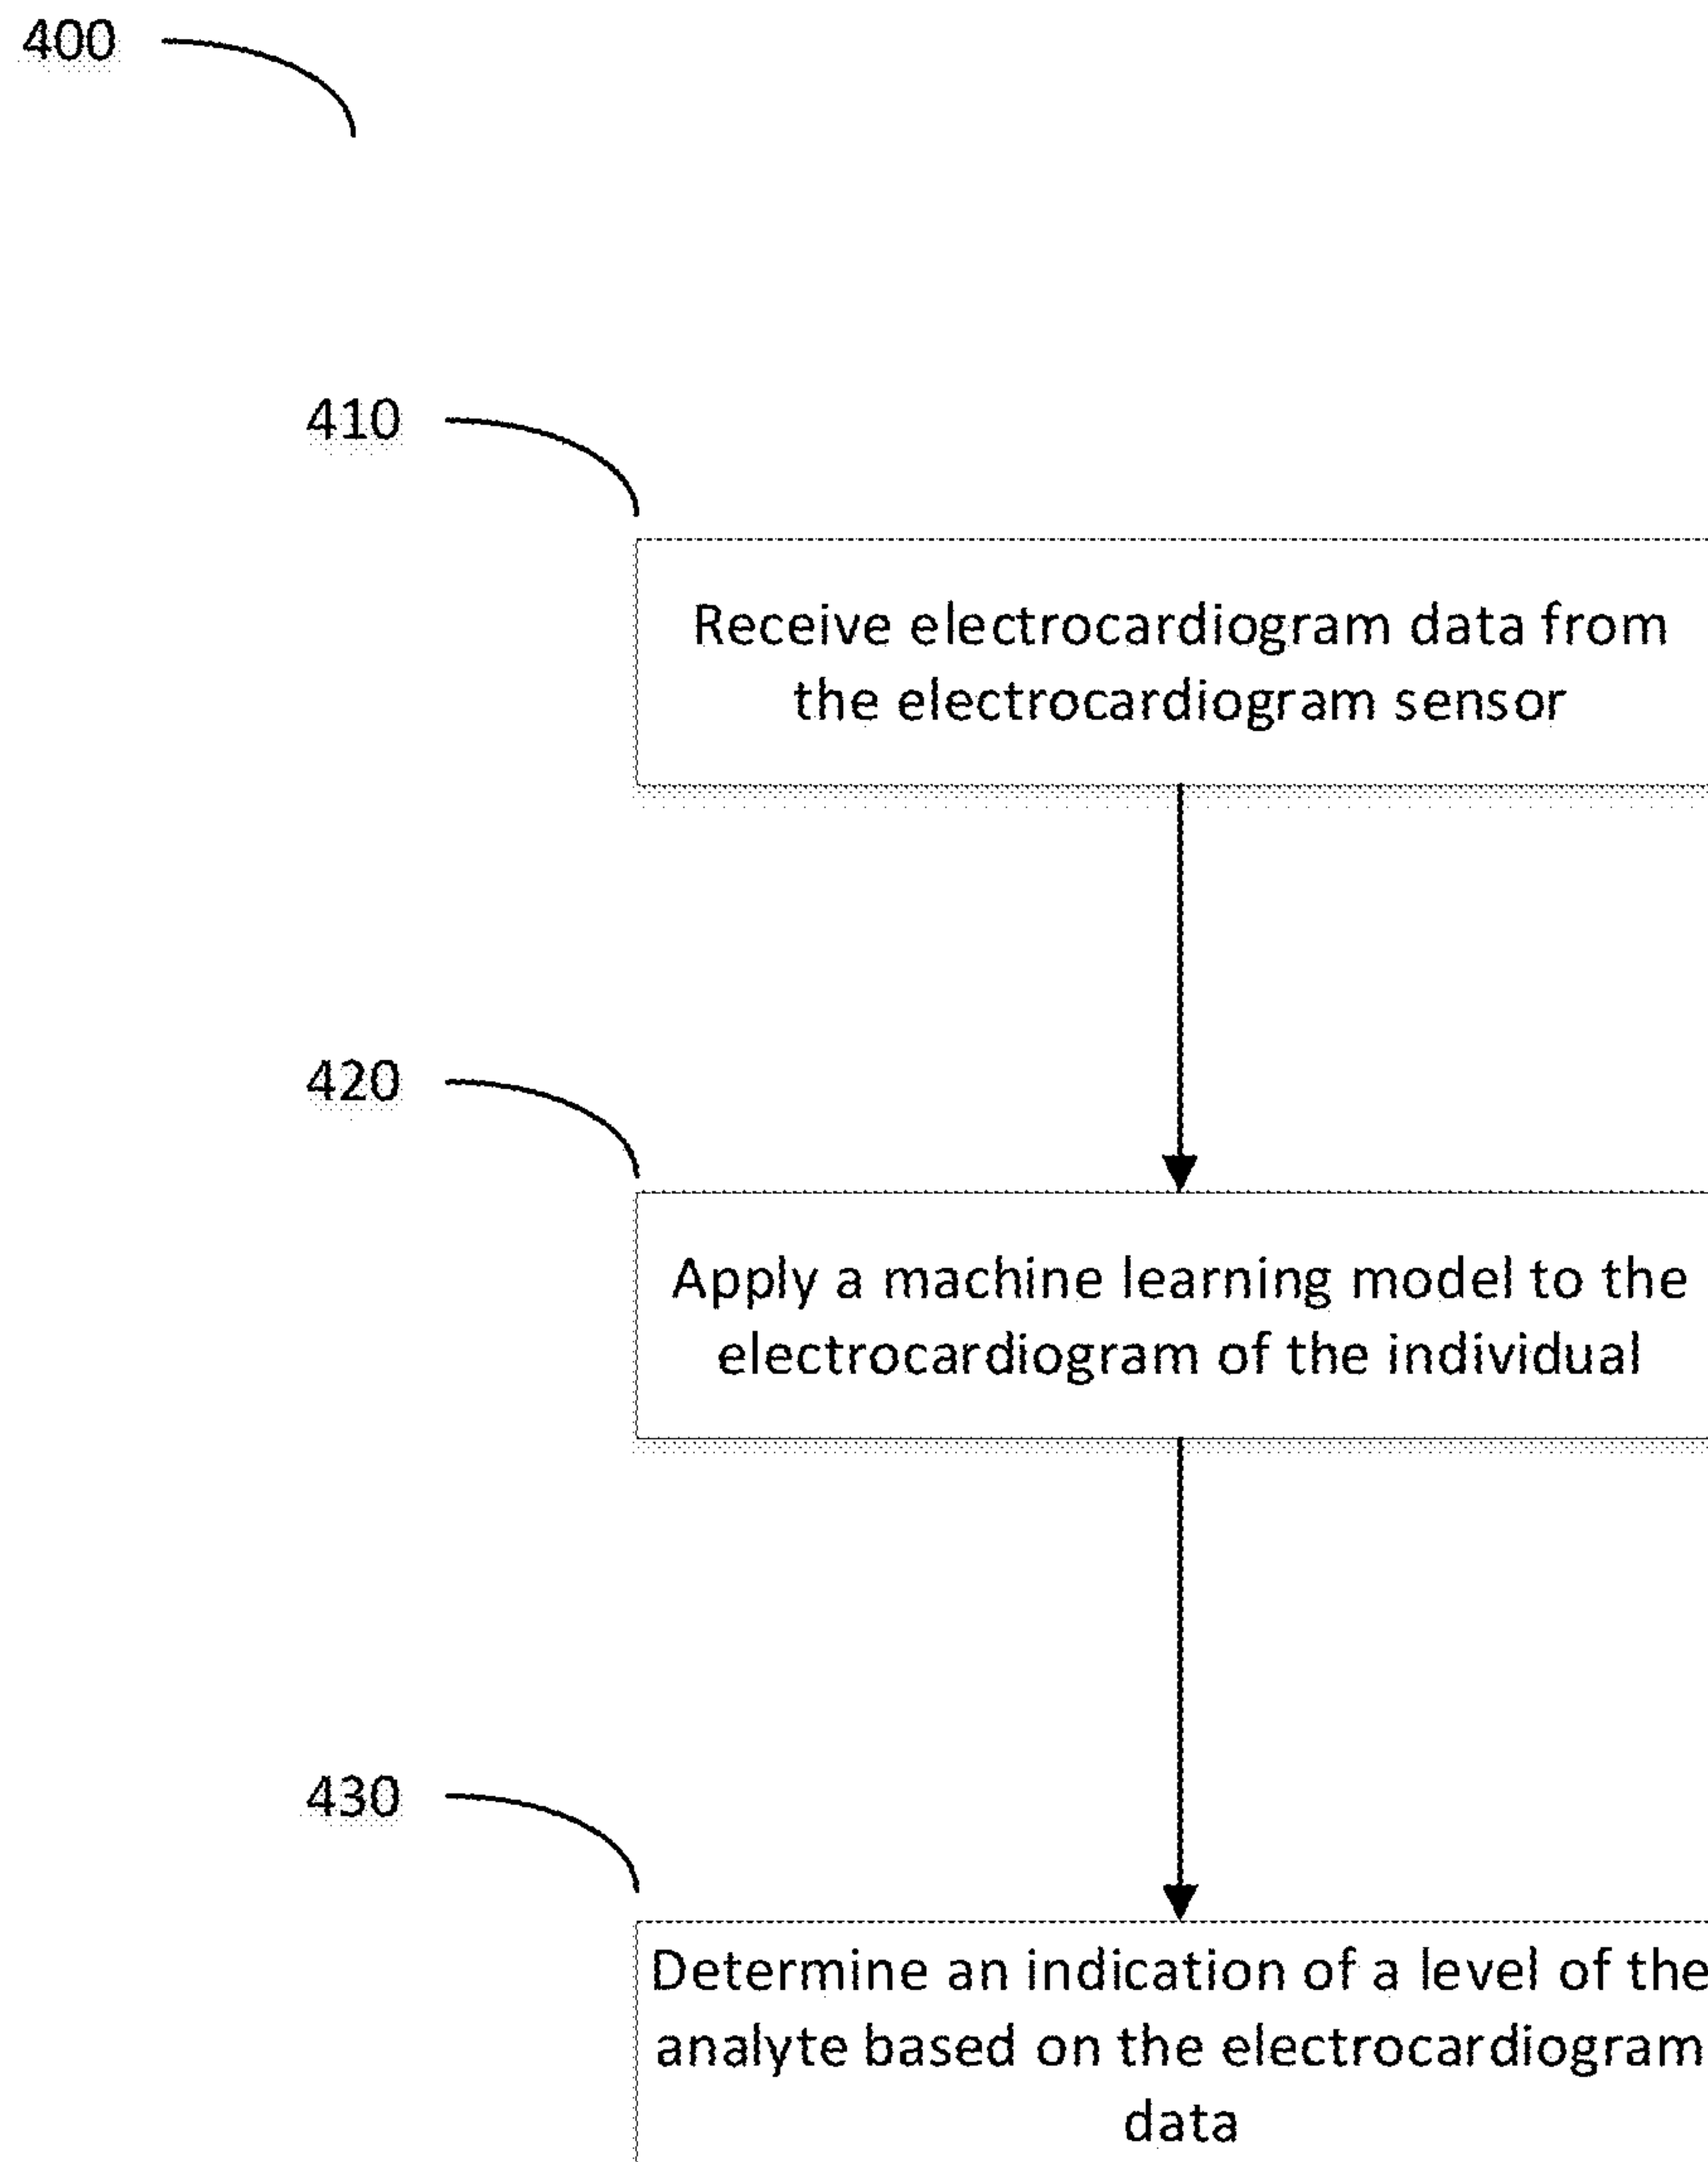 400
410
Receive electrocardiogram data from
the electrocardiogram sensor
420
Apply a machine learning model to the
electrocardiogram of the individual
430
Determine an indication of a level of the
analyte based on the electrocardiogram
data